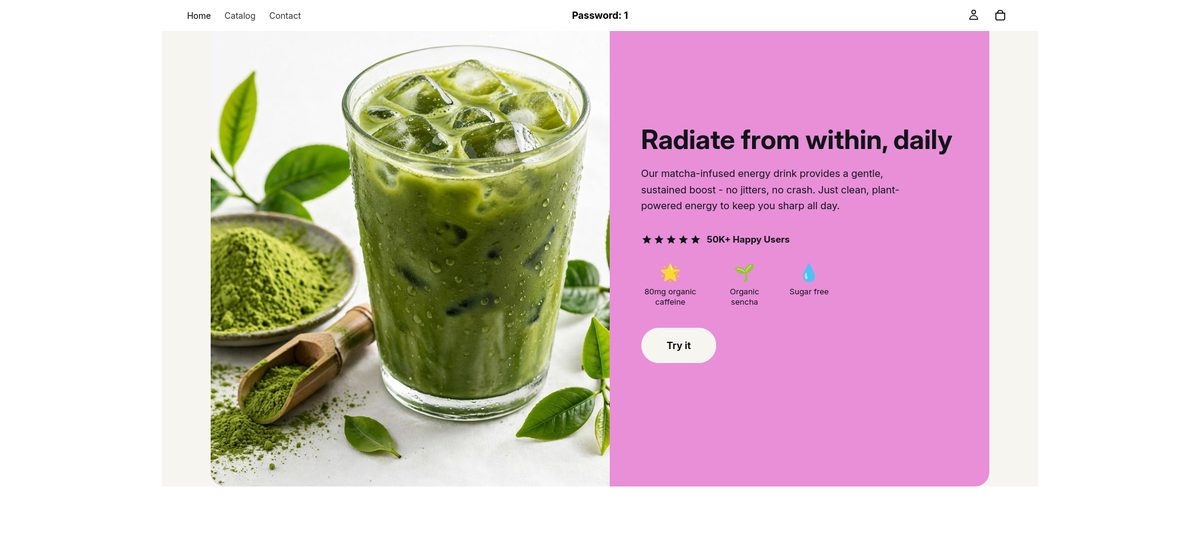 Home Catalog Contact
Password: 1
Radiate from within, daily
Our matcha-infused energy drink provides a gentle,
sustained boost - no jitters, no crash. Just clean, plant-
powered energy to keep you sharp all day.
50K+ Happy Users
80mg organic
caffeine
Organic
sencha
Sugar free
Try it